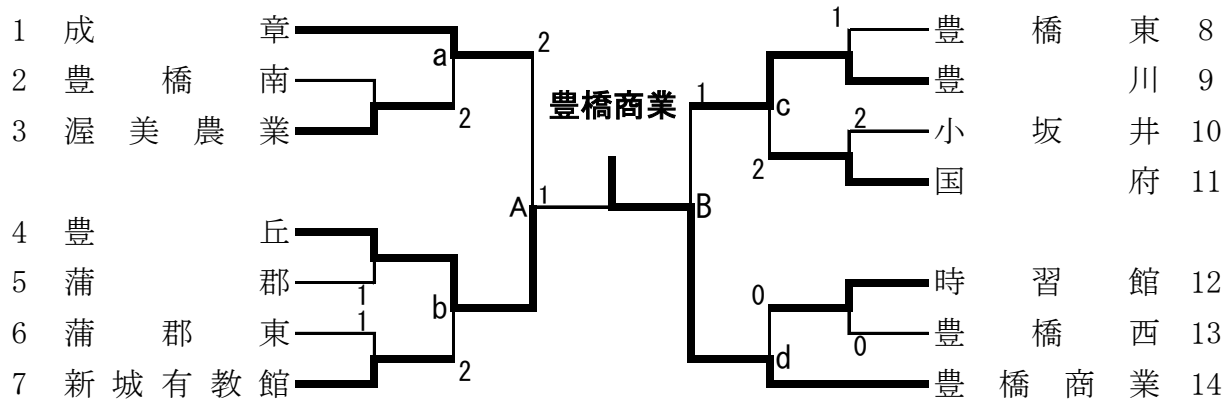 1 成章
2 豊橋南
3 渥美農業
4 豊丘
5 蒲郡
6 蒲郡東
7 新城有教館
a
2
2
A
1
1
1
b
2
豊橋商業
1
1
c
2
2
B
0
0
d
豊橋東 8
豊川 9
小坂井 10
国府 11
時習館 12
豊橋西 13
豊橋商業 14